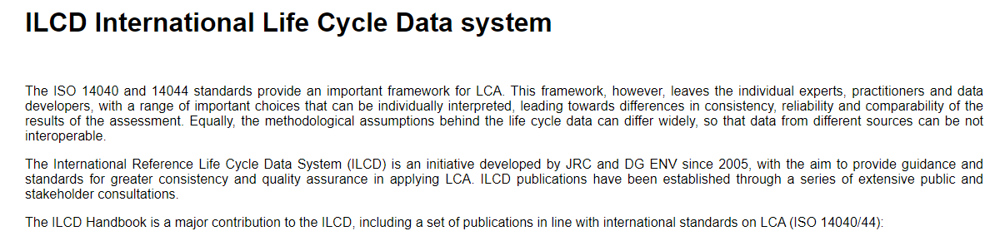 ILCD International Life Cycle Data system
The ISO 14040 and 14044 standards provide an important framework for LCA. This framework, however, leaves the individual experts, practitioners and data
developers, with a range of important choices that can be individually interpreted, leading towards differences in consistency, reliability and comparability of the
results of the assessment. Equally, the methodological assumptions behind the life cycle data can differ widely, so that data from different sources can be not
interoperable.
The International Reference Life Cycle Data System (ILCD) is an initiative developed by JRC and DG ENV since 2005, with the aim to provide guidance and
standards for greater consistency and quality assurance in applying LCA. ILCD publications have been established through a series of extensive public and
stakeholder consultations.
The ILCD Handbook is a major contribution to the ILCD, including a set of publications in line with international standards on LCA (ISO 14040/44):